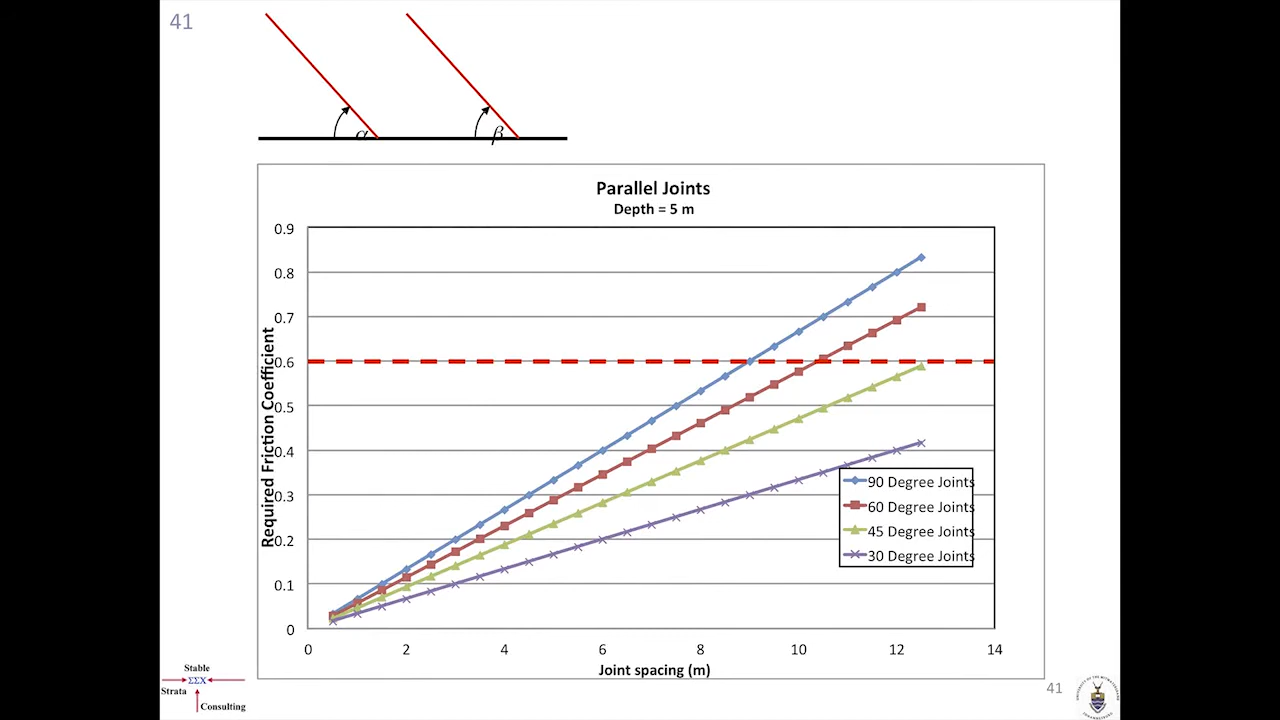 41
α
β
Parallel Joints
Depth = 5 m
Required Friction Coefficient
0.9
0.8
0.7
0.6
0.5
0.4
0.3
0.2
0.1
0
0 2 4 6 8 10 12 14
Joint spacing (m)
90 Degree Joints
60 Degree Joints
45 Degree Joints
30 Degree Joints
Stable
ΣΣX
Strata
Consulting
41